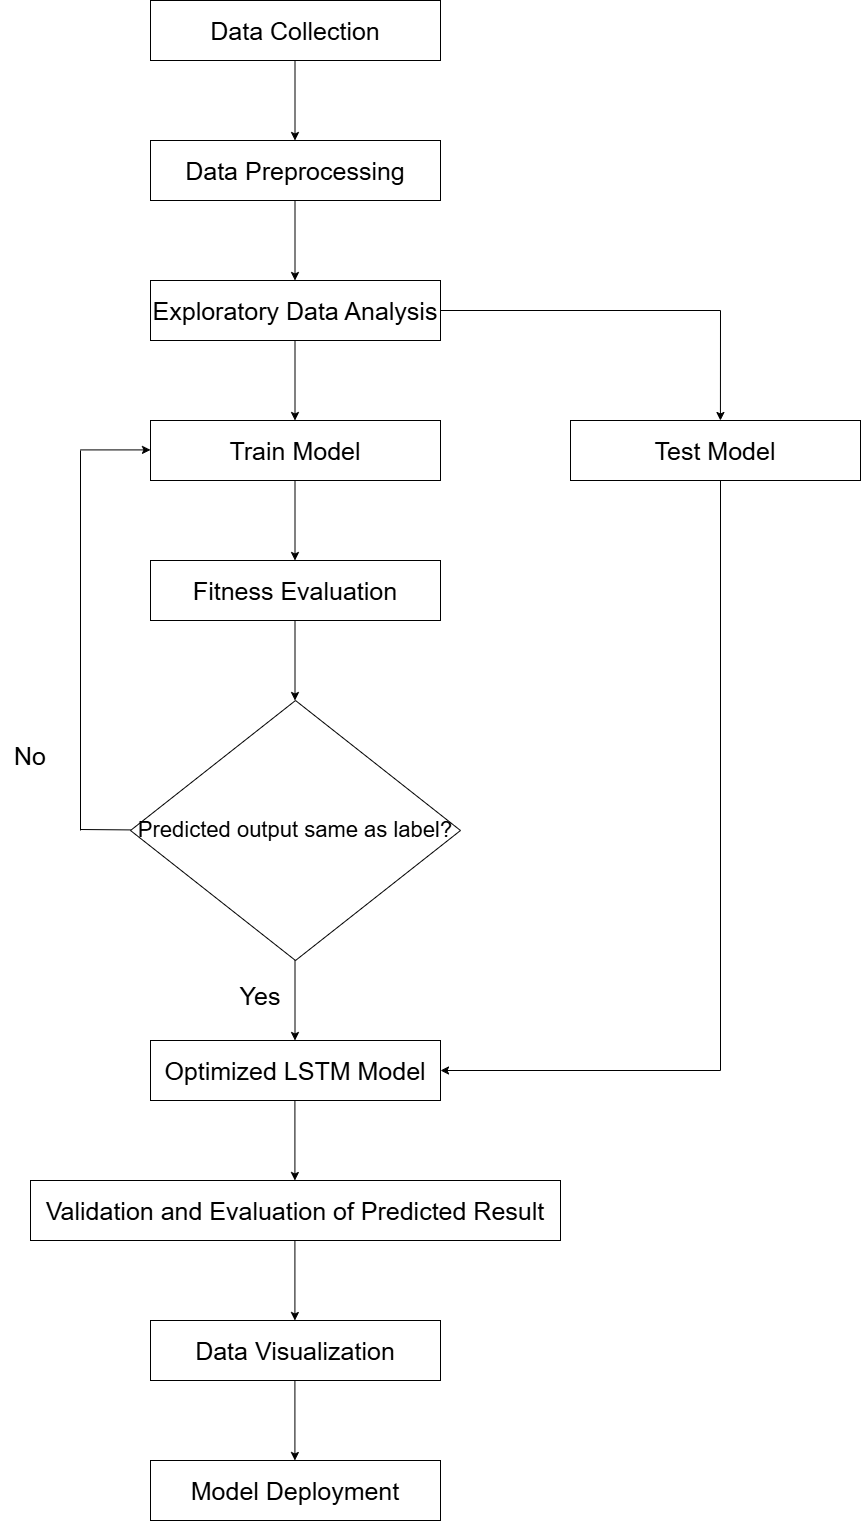 Data Collection
Data Preprocessing
Exploratory Data Analysis
Train Model
Test Model
Fitness Evaluation
No
Predicted output same as label?
Yes
Optimized LSTM Model
Validation and Evaluation of Predicted Result
Data Visualization
Model Deployment